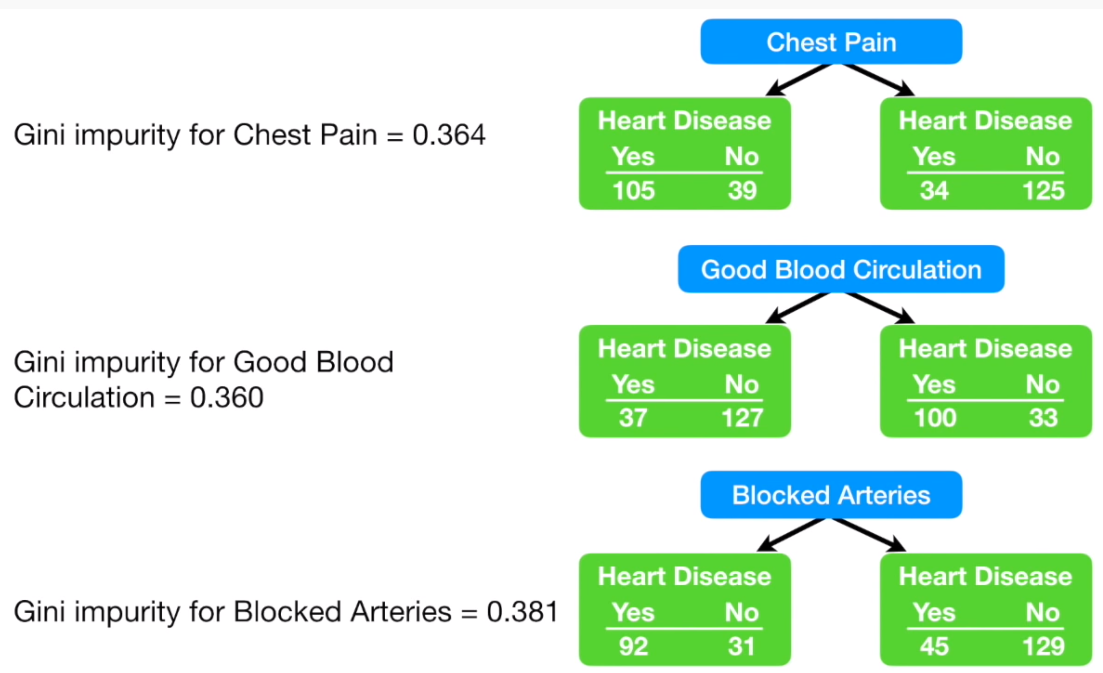 Chest Pain
Gini impurity for Chest Pain = 0.364
Heart Disease
Yes No
105 39
Heart Disease
Yes No
34 125
Good Blood Circulation
Gini impurity for Good Blood
Circulation = 0.360
Heart Disease
Yes No
37 127
Heart Disease
Yes No
100 33
Blocked Arteries
Gini impurity for Blocked Arteries = 0.381
Heart Disease
Yes No
92 31
Heart Disease
Yes No
45 129